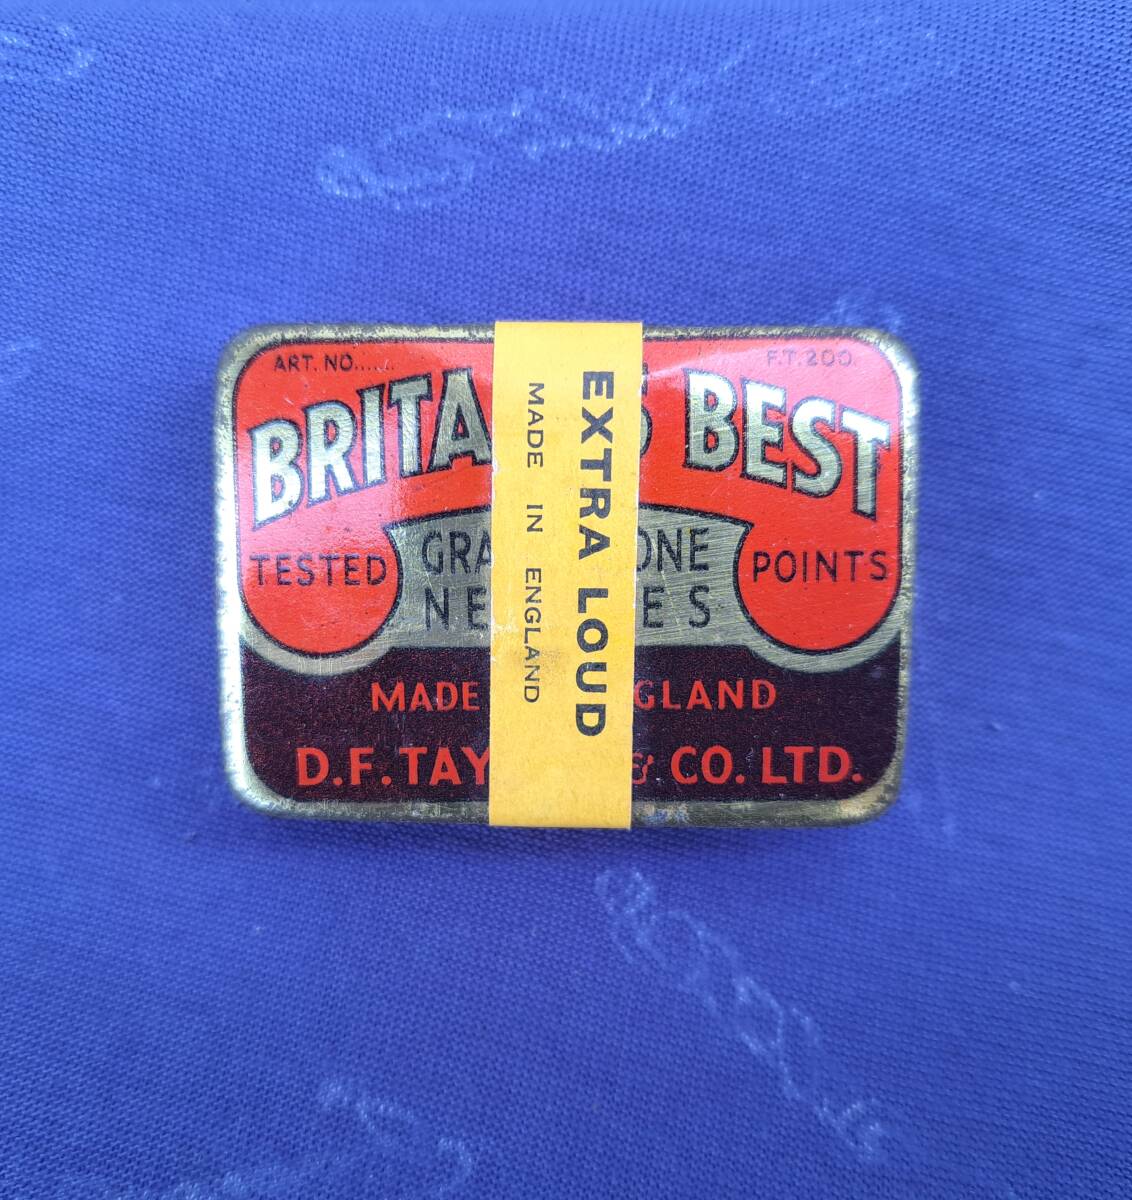 ART. NO...... F.T. 200.
BRITA S BEST
TESTED GRA ONE POINTS
NE ES
MADE GLAND
D.F. TAY & CO. LTD.
EXTRA LOUD
MADE IN ENGLAND